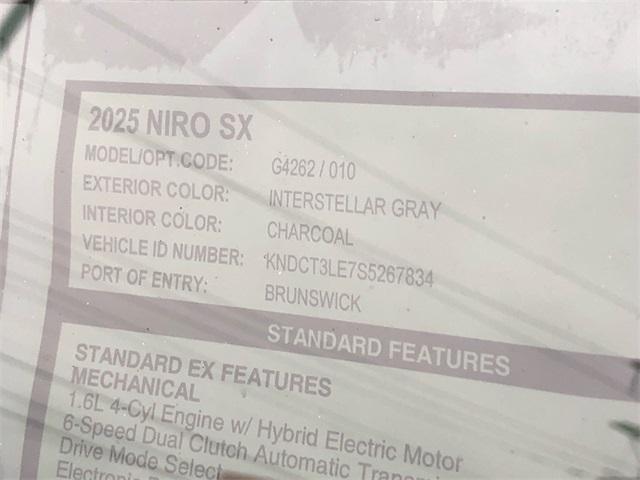 2025 NIRO SX
MODEL/OPT.CODE: G4262 / 010
EXTERIOR COLOR: INTERSTELLAR GRAY
INTERIOR COLOR: CHARCOAL
VEHICLE ID NUMBER: KNDCT3LE7S5267834
PORT OF ENTRY: BRUNSWICK
STANDARD FEATURES
STANDARD EX FEATURES
MECHANICAL
1.6L 4-Cyl Engine w/ Hybrid Electric Motor
6-Speed Dual Clutch Automatic
Drive Mode Select